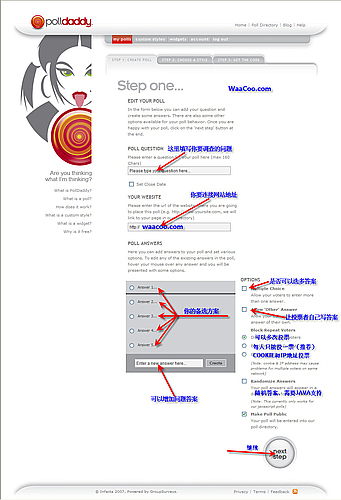 polldaddy.
Home | Poll Directory | Blog | Help
my polls custom styles widgets account log out
STEP 1: CREATE POLL STEP 2: CHOOSE A STYLE STEP 3: GET THE CODE
Step one...
WaaCoo.com
EDIT YOUR POLL
In the form below you can add your question and
create some answers. There are also some other
options available for your poll behavior. Once you are
happy with your poll, click on the 'next step' button at
the end.
POLL QUESTION
这里填写你要调查的问题
Please enter a question for your poll here (max 160
Chars)
Please type your question here...
Set Close Date
Are you thinking
what I'm thinking?
What is PollDaddy?
What is a poll?
How does it work?
What is a custom style?
What is a widget?
Why is it free?
YOUR WEBSITE
你要连接网站地址
Please enter the url of the website where you are going
to place this poll (e.g. http://www.yoursite.com, we will
link to your page in our directory)
http:// waacoo.com
POLL ANSWERS
Here you can add answers to your poll and set various
options. To edit any of the existing answers in the poll,
hover your mouse over any answer and you will be
presented with some options.
Answer 1...
Answer 2...
Answer 3...
Answer 4...
Answer 5...
你的备选方案
Enter a new answer here... Create
可以增加问题答案
OPTIONS
是否可以选多答案
Multiple Choice
Allow your voters to enter more
than one answer.
Allow 'Other' Answer
让投票者自己写答案
answer of their own.
Block Repeat Voters
可以多次投票
每天只能投一票（推荐）
COOKIE和IP地址投票
(Note: cookie & IP address may cause
problems for multiple voters on same
network)
Randomize Answers
Your poll answers will appear in a
随机答案、需要JAVA支持
(Note: This currently only works for
our javascript polls)
Make Poll Public
Your poll will be entered into our
poll directory.
继续
next
step
© Infanta 2007. Powered by GroupSurveys.
Privacy | Terms | Feedback